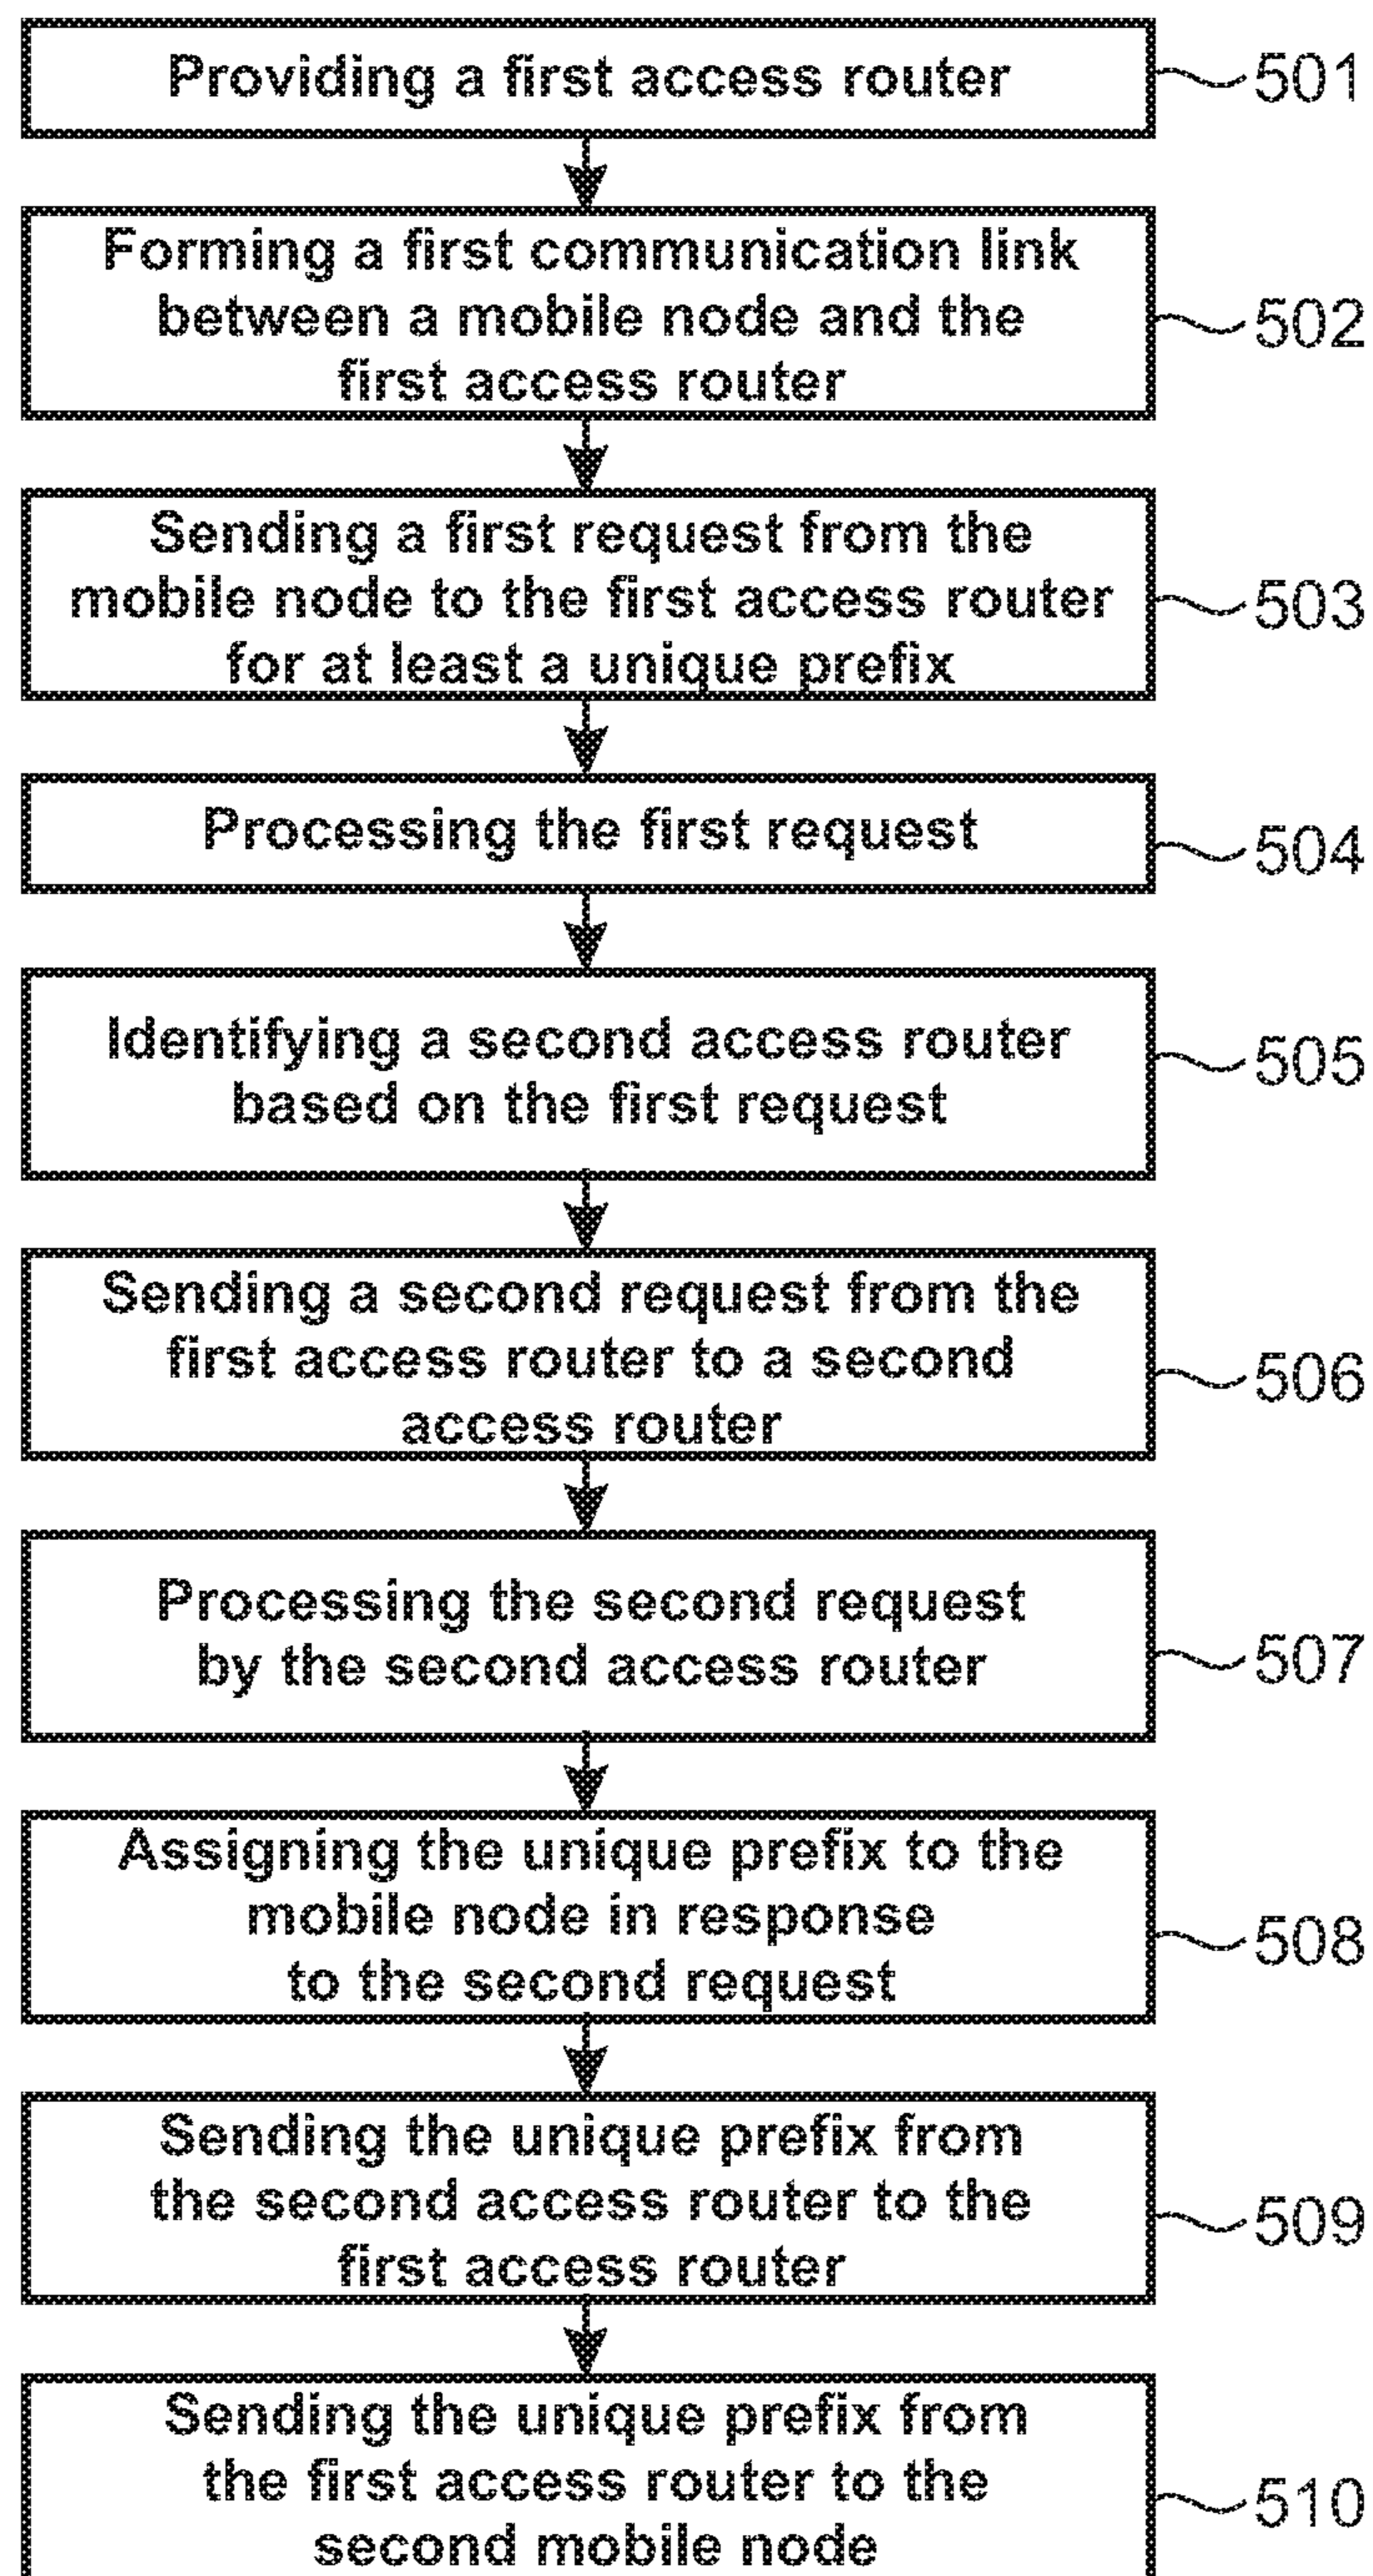 Providing a first access router
501
Forming a first communication link
between a mobile node and the
first access router
502
Sending a first request from the
mobile node to the first access router
for at least a unique prefix
503
Processing the first request
504
Identifying a second access router
based on the first request
505
Sending a second request from the
first access router to a second
access router
506
Processing the second request
by the second access router
507
Assigning the unique prefix to the
mobile node in response
to the second request
508
Sending the unique prefix from
the second access router to the
first access router
509
Sending the unique prefix from
the first access router to the
second mobile node
510